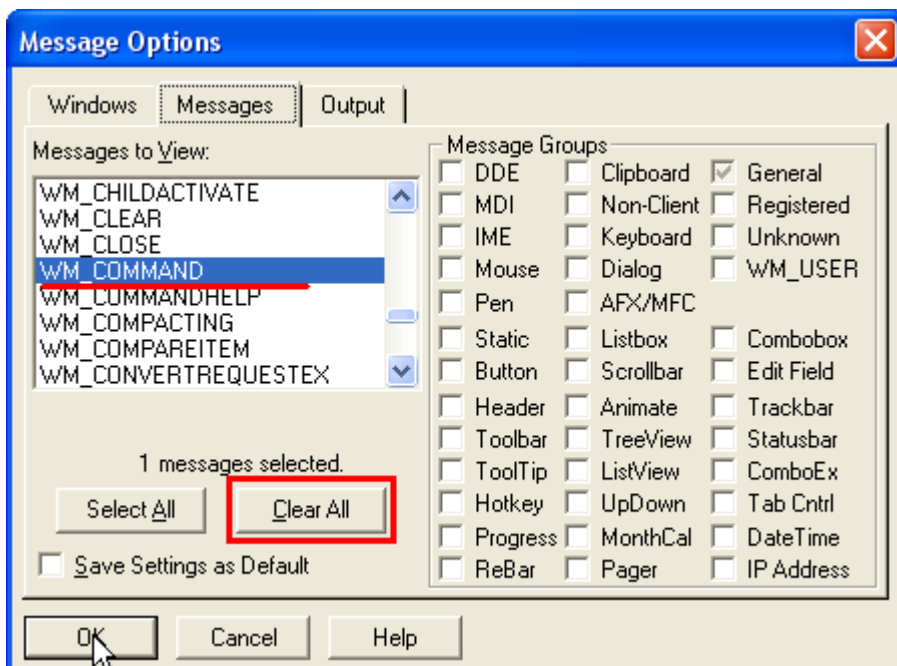 Message Options
Windows Messages Output
Messages to View:
WM_CHILDACTIVATE
WM_CLEAR
WM_CLOSE
WM_COMMAND
WM_COMMANDHELP
WM_COMPACTING
WM_COMPAREITEM
WM_CONVERTREQUESTEX
1 messages selected.
Select All Clear All
Save Settings as Default
Message Groups
DDE Clipboard General
MDI Non-Client Registered
IME Keyboard Unknown
Mouse Dialog WM_USER
Pen AFX/MFC
Static Listbox Combobox
Button Scrollbar Edit Field
Header Animate Trackbar
Toolbar TreeView Statusbar
ToolTip ListView ComboEx
Hotkey UpDown Tab Cntrl
Progress MonthCal DateTime
ReBar Pager IP Address
OK Cancel Help